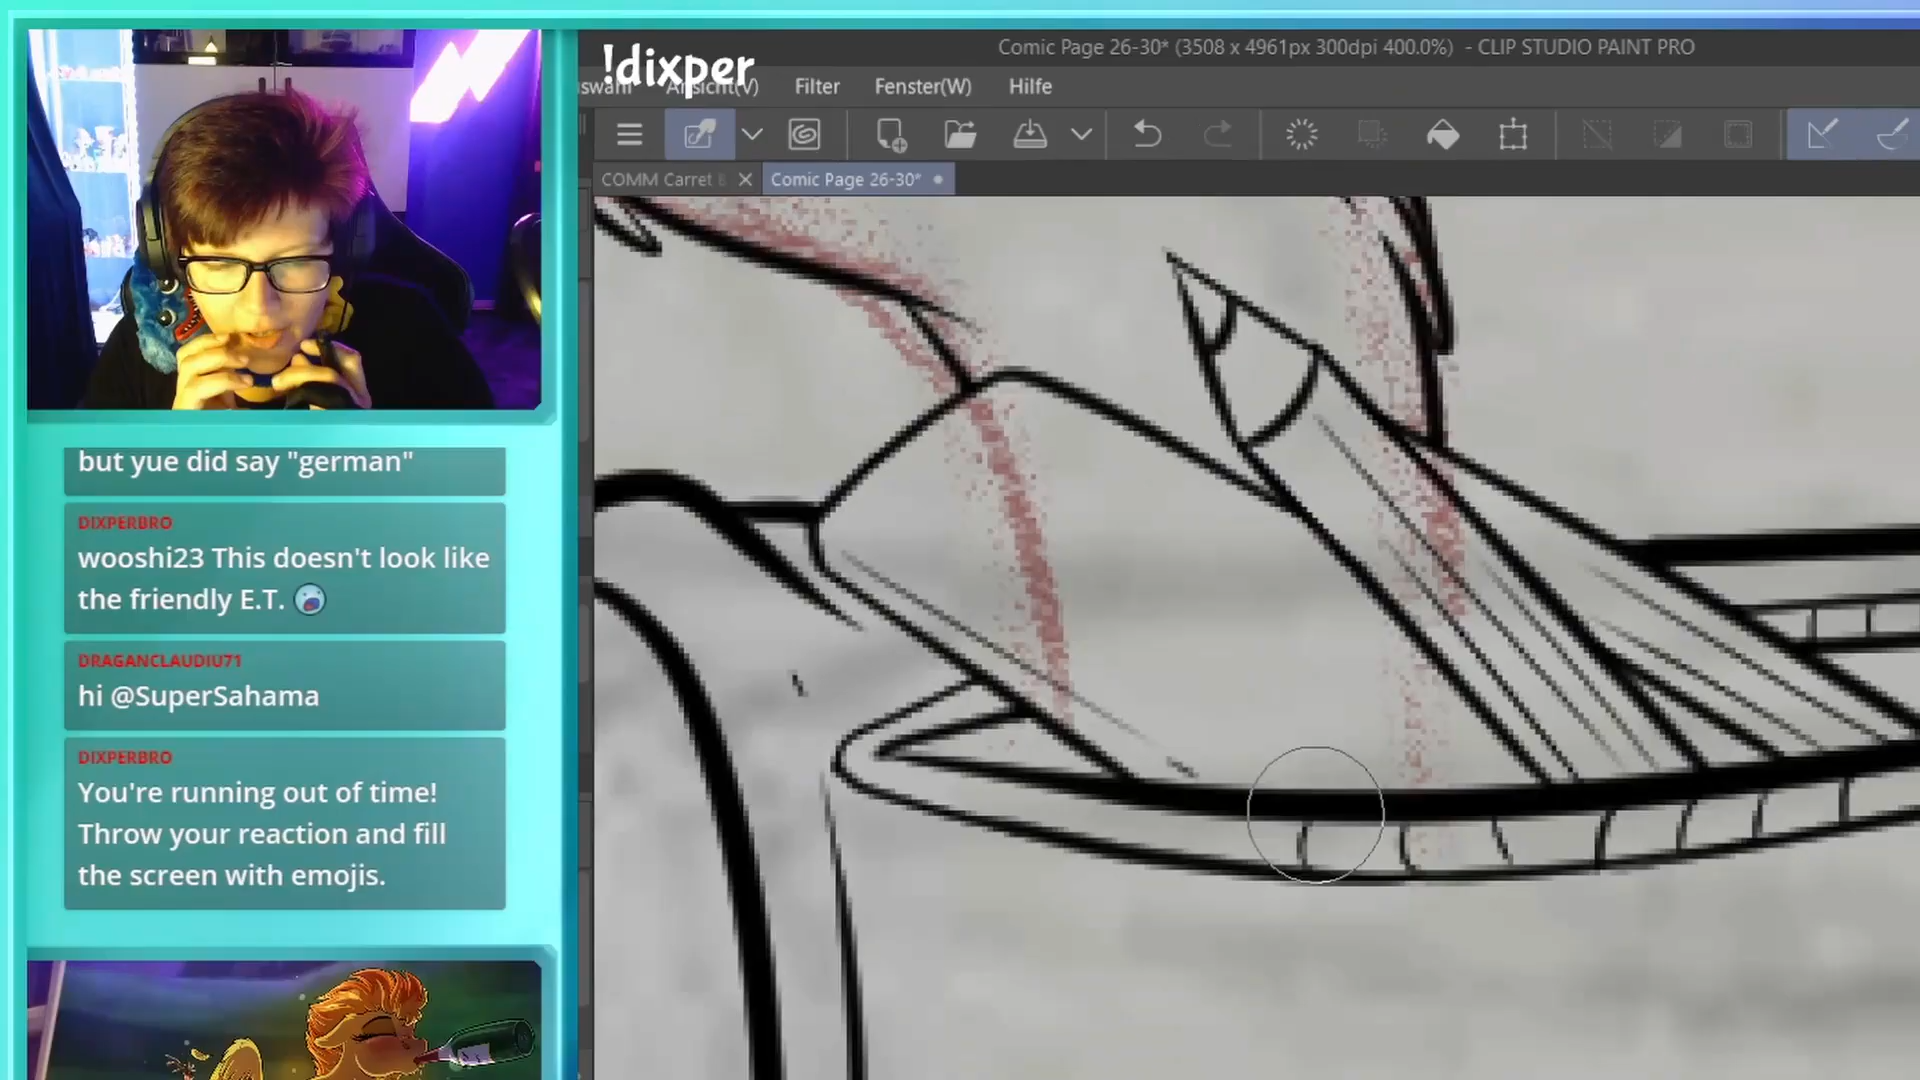 !dixper
Comic Page 26-30* (3508 x 4961px 300dpi 400.0%) - CLIP STUDIO PAINT PRO
Filter Fenster(W) Hilfe
COMM Carret
Comic Page 26-30*
but yue did say "german"
DIXPERBRO
wooshi23 This doesn't look like
the friendly E.T.
DRAGANCLAUDIU71
hi @SuperSahama
DIXPERBRO
You're running out of time!
Throw your reaction and fill
the screen with emojis.